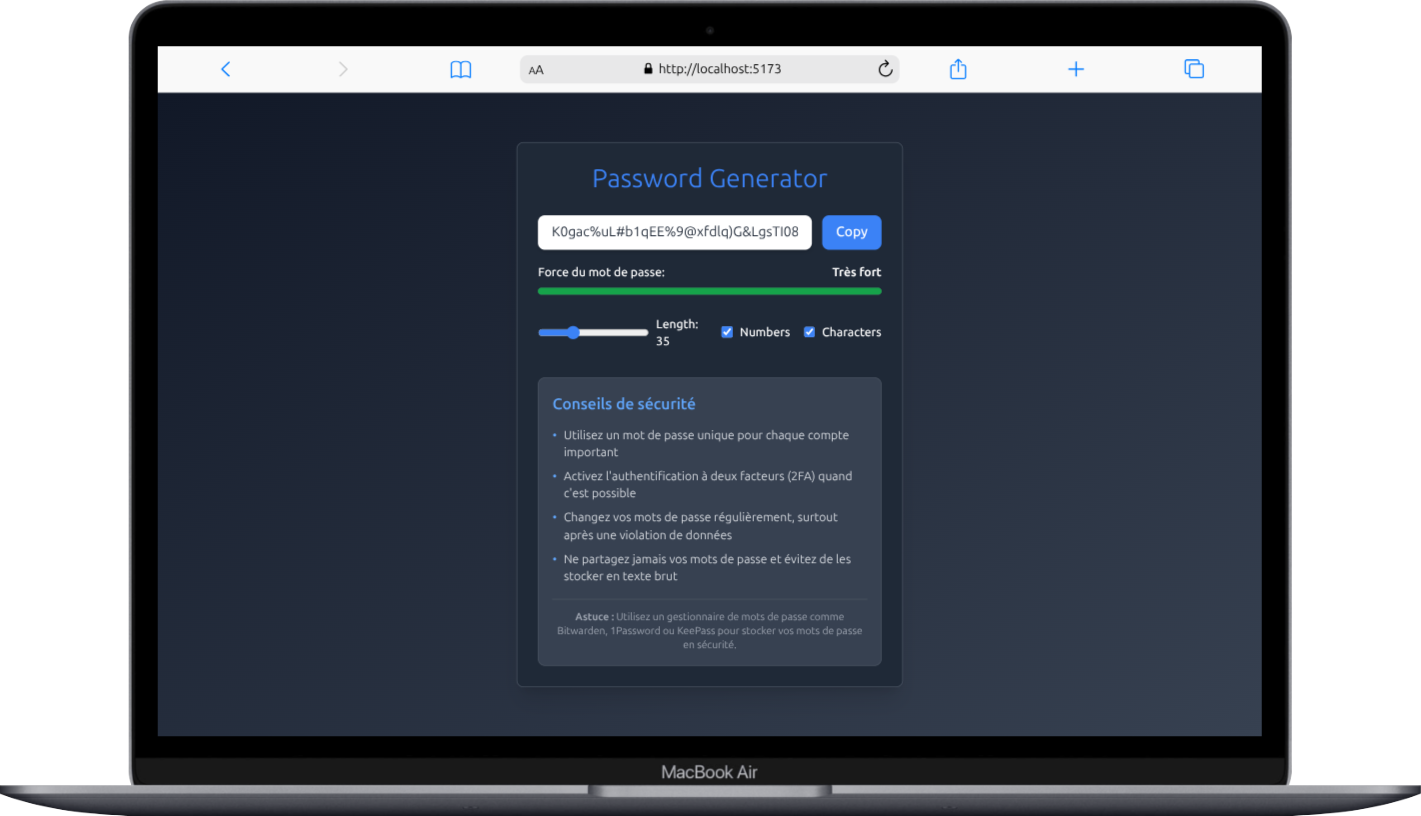 AA http://localhost:5173
Password Generator
K0gac%uL#b1qEE%9@xfdlq)G&LgsTI08 Copy
Force du mot de passe: Très fort
Length: 35 Numbers Characters
Conseils de sécurité
• Utilisez un mot de passe unique pour chaque compte
important
• Activez l'authentification à deux facteurs (2FA) quand
c'est possible
• Changez vos mots de passe régulièrement, surtout
après une violation de données
• Ne partagez jamais vos mots de passe et évitez de les
stocker en texte brut
Astuce : Utilisez un gestionnaire de mots de passe comme
Bitwarden, 1Password ou KeePass pour stocker vos mots de passe
en sécurité.
MacBook Air